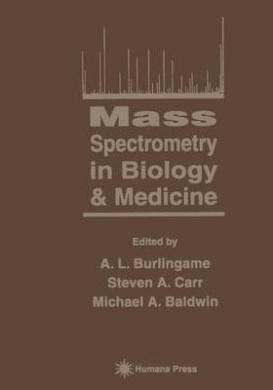 Mass
Spectrometry
in Biology
& Medicine
Edited by
A. L. Burlingame
Steven A. Carr
Michael A. Baldwin
Humana Press